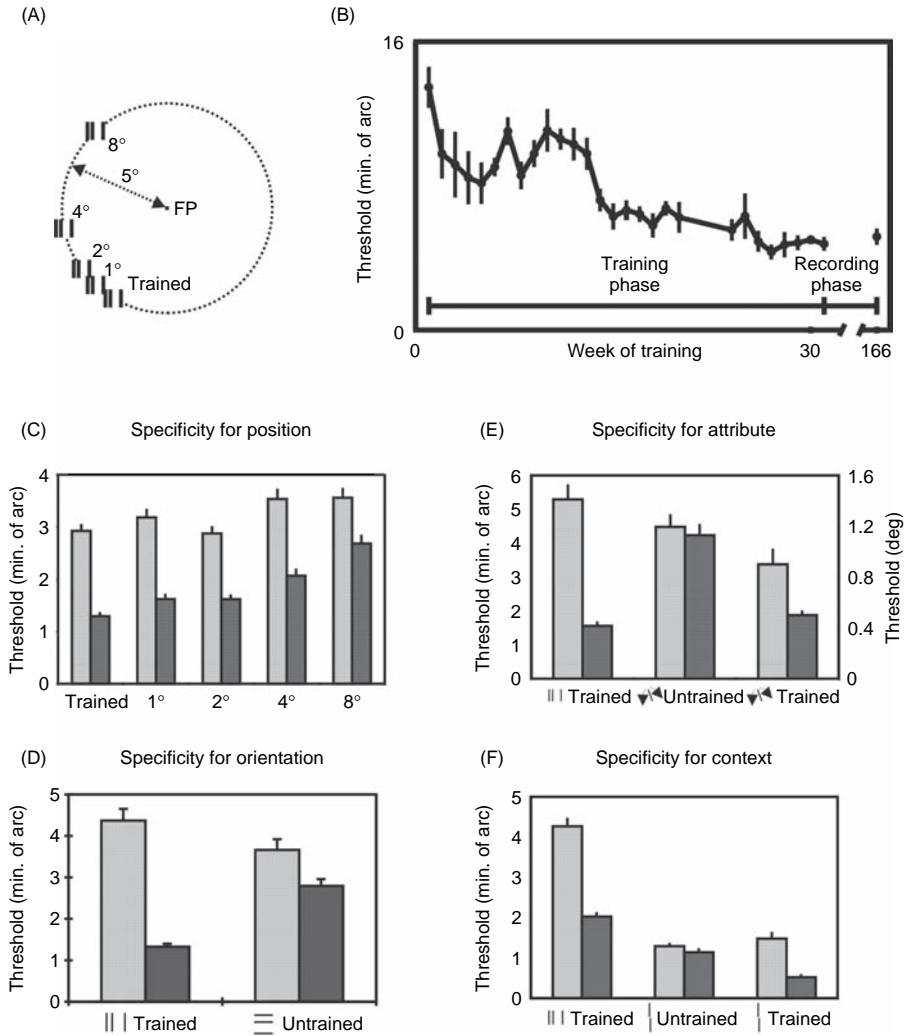 (A)
8°
5°
FP
4°
2°
1°
Trained
(B)
16
Threshold (min. of arc)
Training phase
Recording phase
0
0
Week of training
30
166
(C)
Specificity for position
Threshold (min. of arc)
4
3
2
1
0
Trained
1°
2°
4°
8°
(E)
Specificity for attribute
Threshold (min. of arc)
6
5
4
3
2
1
0
1.6
1.2
0.8
0.4
0
Threshold (deg)
Trained
Untrained
Trained
(D)
Specificity for orientation
Threshold (min. of arc)
5
4
3
2
1
0
Trained
Untrained
(F)
Specificity for context
Threshold (min. of arc)
5
4
3
2
1
0
Trained
Untrained
Trained